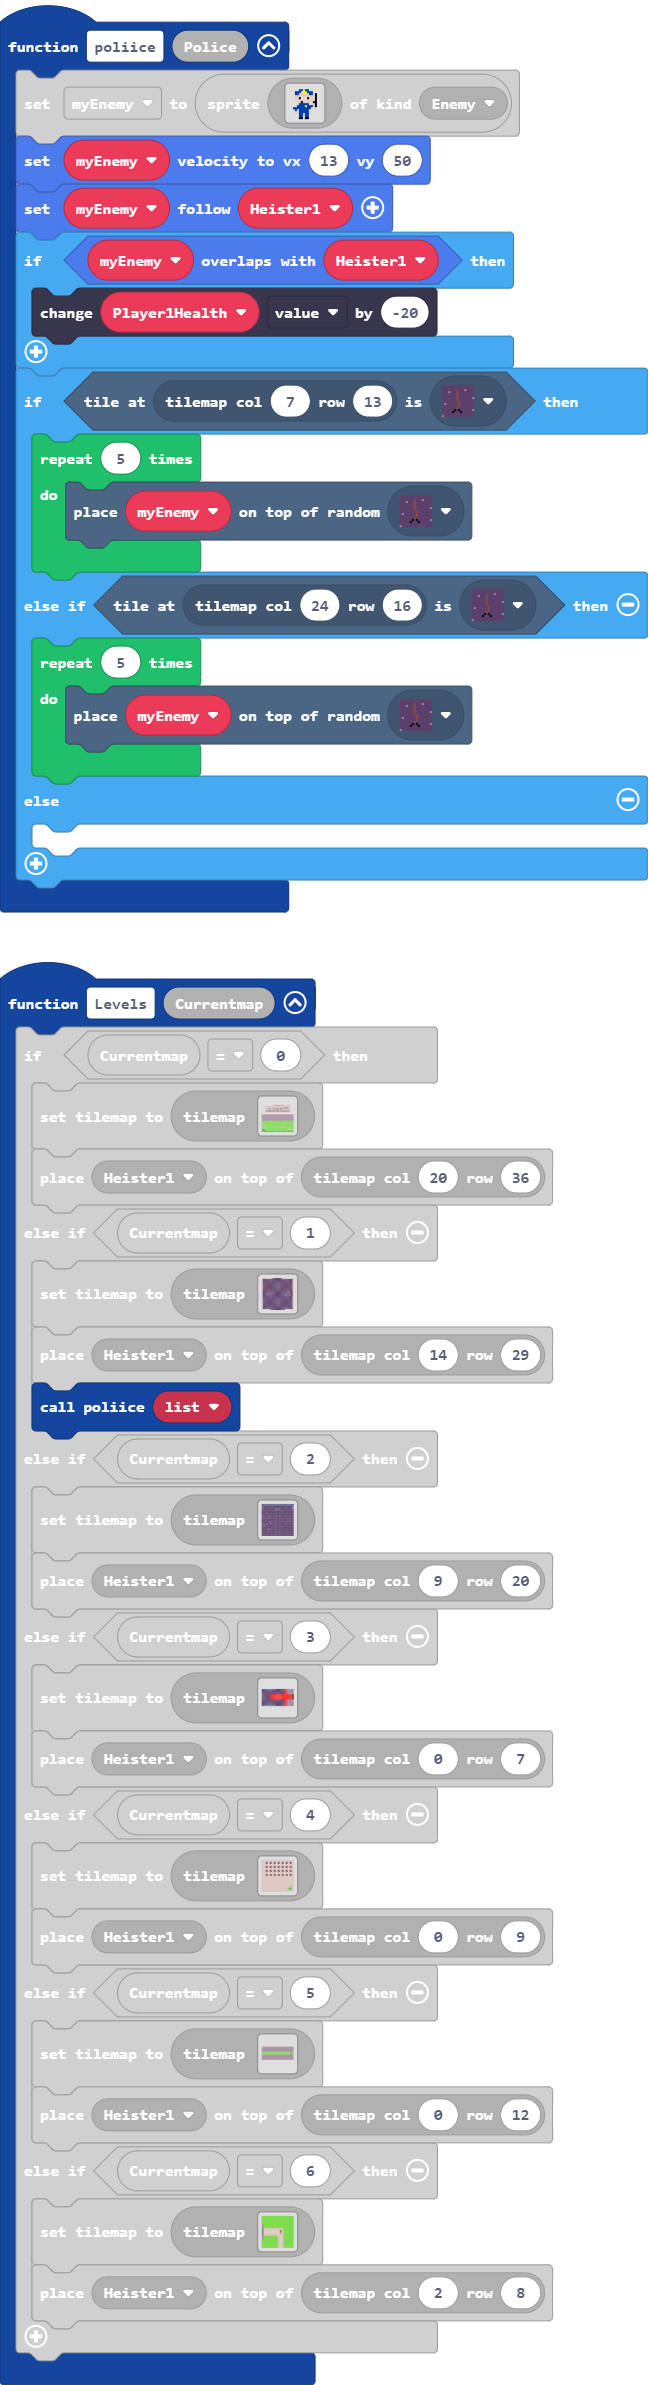 function poliice Police
set myEnemy to sprite of kind Enemy
set myEnemy velocity to vx 13 vy 50
set myEnemy follow Heister1
if myEnemy overlaps with Heister1 then
change Player1Health value by -20
if tile at tilemap col 7 row 13 is then
repeat 5 times
do
place myEnemy on top of random
else if tile at tilemap col 24 row 16 is then
repeat 5 times
do
place myEnemy on top of random
else
function Levels Currentmap
if Currentmap = 0 then
set tilemap to tilemap
place Heister1 on top of tilemap col 20 row 36
else if Currentmap = 1 then
set tilemap to tilemap
place Heister1 on top of tilemap col 14 row 29
call poliice list
else if Currentmap = 2 then
set tilemap to tilemap
place Heister1 on top of tilemap col 9 row 20
else if Currentmap = 3 then
set tilemap to tilemap
place Heister1 on top of tilemap col 0 row 7
else if Currentmap = 4 then
set tilemap to tilemap
place Heister1 on top of tilemap col 0 row 9
else if Currentmap = 5 then
set tilemap to tilemap
place Heister1 on top of tilemap col 0 row 12
else if Currentmap = 6 then
set tilemap to tilemap
place Heister1 on top of tilemap col 2 row 8